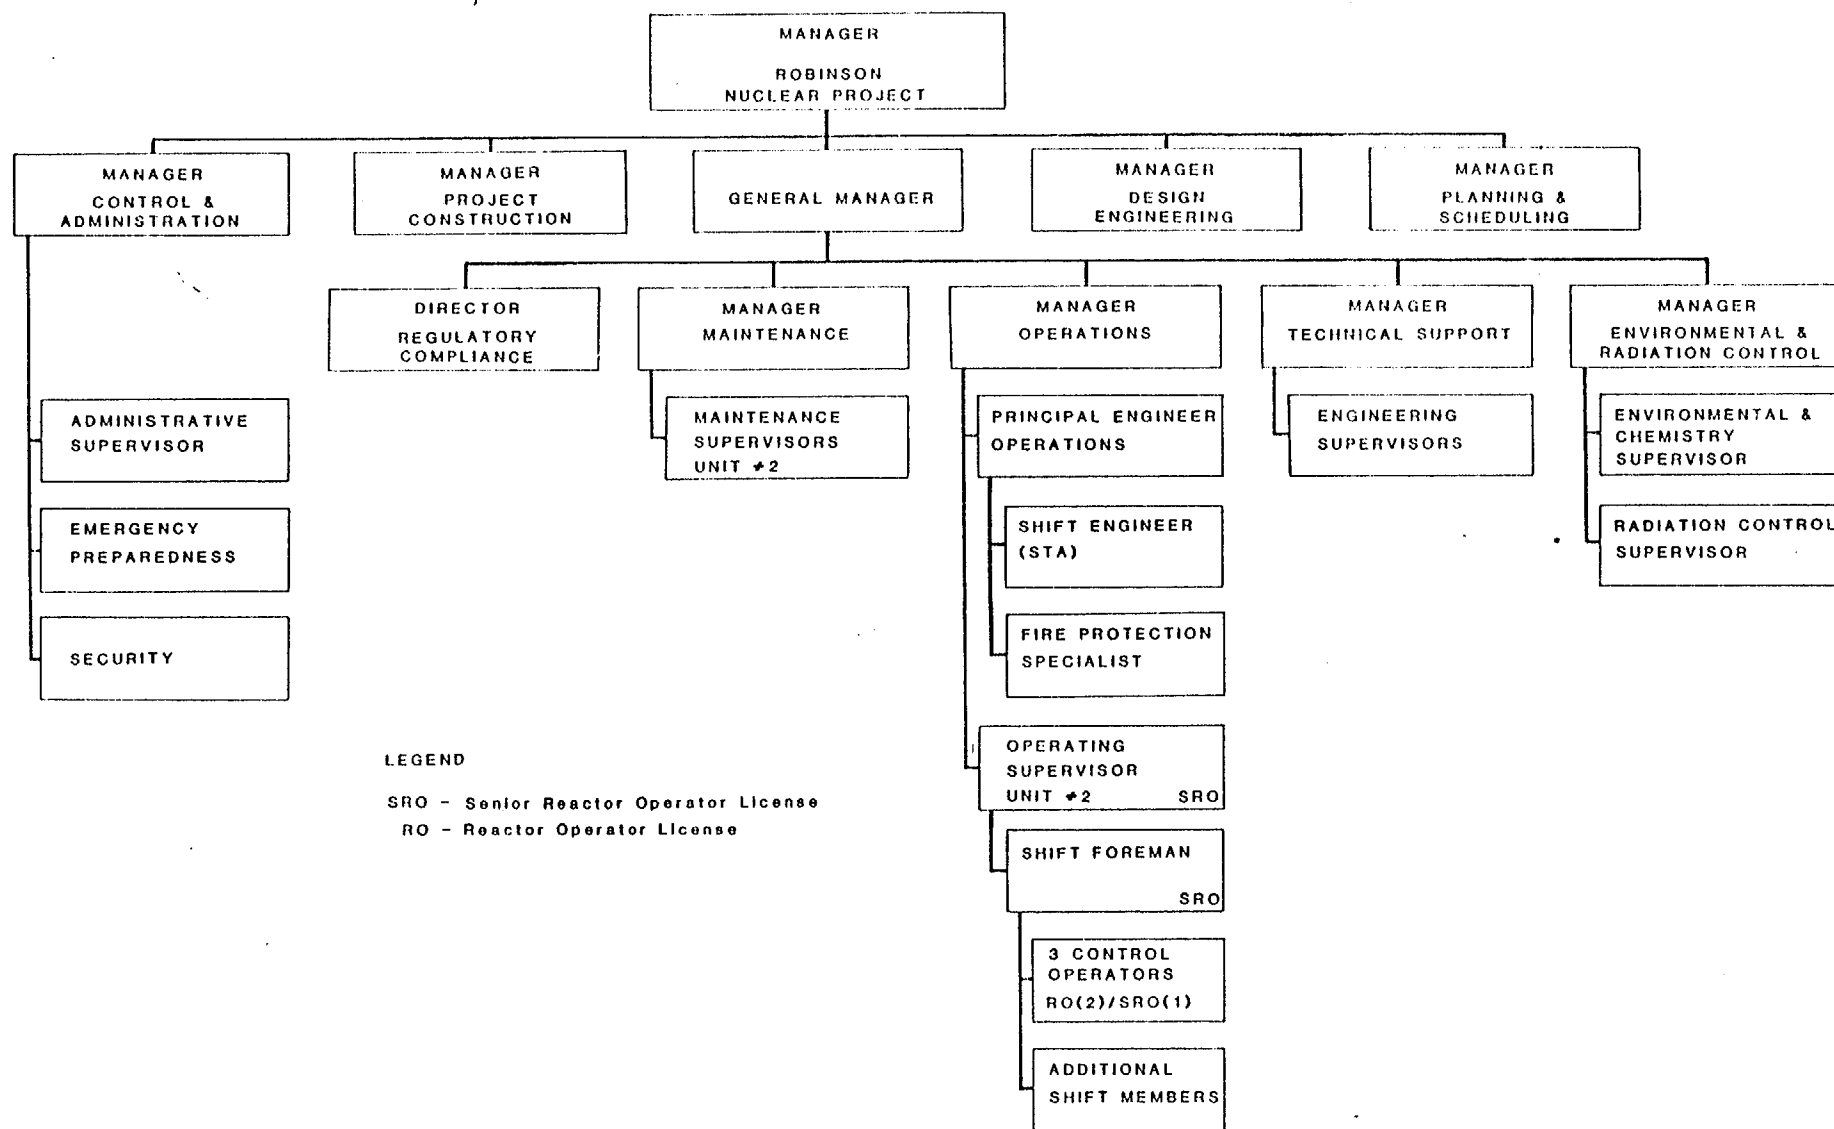 MANAGER
ROBINSON
NUCLEAR PROJECT
MANAGER
CONTROL &
ADMINISTRATION
MANAGER
PROJECT
CONSTRUCTION
GENERAL MANAGER
MANAGER
DESIGN
ENGINEERING
MANAGER
PLANNING &
SCHEDULING
DIRECTOR
REGULATORY
COMPLIANCE
MANAGER
MAINTENANCE
MANAGER
OPERATIONS
MANAGER
TECHNICAL SUPPORT
MANAGER
ENVIRONMENTAL &
RADIATION CONTROL
ADMINISTRATIVE
SUPERVISOR
EMERGENCY
PREPAREDNESS
SECURITY
MAINTENANCE
SUPERVISORS
UNIT #2
PRINCIPAL ENGINEER
OPERATIONS
SHIFT ENGINEER
(STA)
FIRE PROTECTION
SPECIALIST
OPERATING
SUPERVISOR
UNIT #2 SRO
SHIFT FOREMAN
SRO
3 CONTROL
OPERATORS
RO(2)/SRO(1)
ADDITIONAL
SHIFT MEMBERS
ENGINEERING
SUPERVISORS
ENVIRONMENTAL &
CHEMISTRY
SUPERVISOR
RADIATION CONTROL
SUPERVISOR
LEGEND
SRO - Senior Reactor Operator License
RO - Reactor Operator License